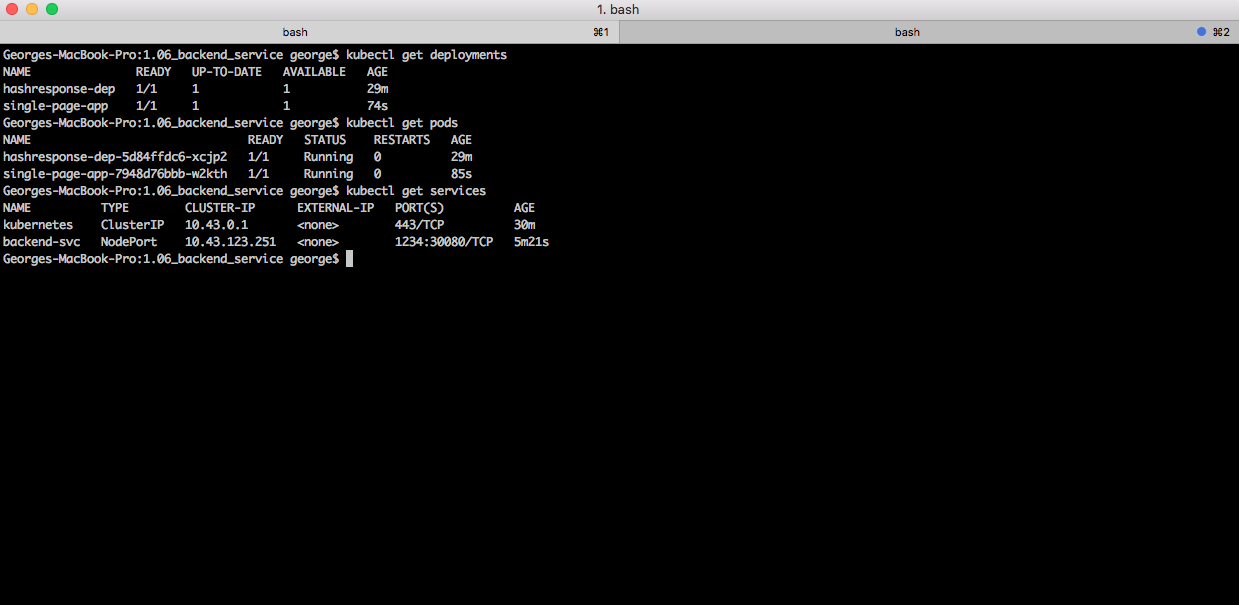 1. bash
bash ⌘1 bash ⌘2
Georges-MacBook-Pro:1.06_backend_service george$ kubectl get deployments
NAME READY UP-TO-DATE AVAILABLE AGE
hashresponse-dep 1/1 1 1 29m
single-page-app 1/1 1 1 74s
Georges-MacBook-Pro:1.06_backend_service george$ kubectl get pods
NAME READY STATUS RESTARTS AGE
hashresponse-dep-5d84ffdc6-xcjp2 1/1 Running 0 29m
single-page-app-7948d76bbb-w2kth 1/1 Running 0 85s
Georges-MacBook-Pro:1.06_backend_service george$ kubectl get services
NAME TYPE CLUSTER-IP EXTERNAL-IP PORT(S) AGE
kubernetes ClusterIP 10.43.0.1 <none> 443/TCP 30m
backend-svc NodePort 10.43.123.251 <none> 1234:30080/TCP 5m21s
Georges-MacBook-Pro:1.06_backend_service george$